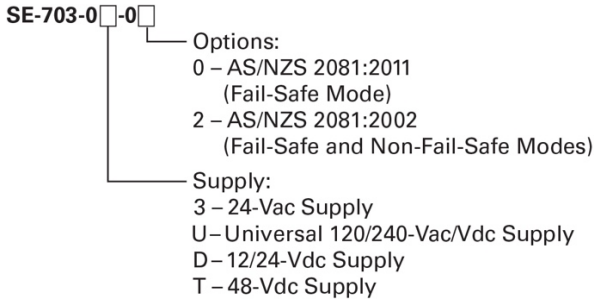 SE-703-0□-0□
Options:
0 – AS/NZS 2081:2011
(Fail-Safe Mode)
2 – AS/NZS 2081:2002
(Fail-Safe and Non-Fail-Safe Modes)
Supply:
3 – 24-Vac Supply
U – Universal 120/240-Vac/Vdc Supply
D – 12/24-Vdc Supply
T – 48-Vdc Supply